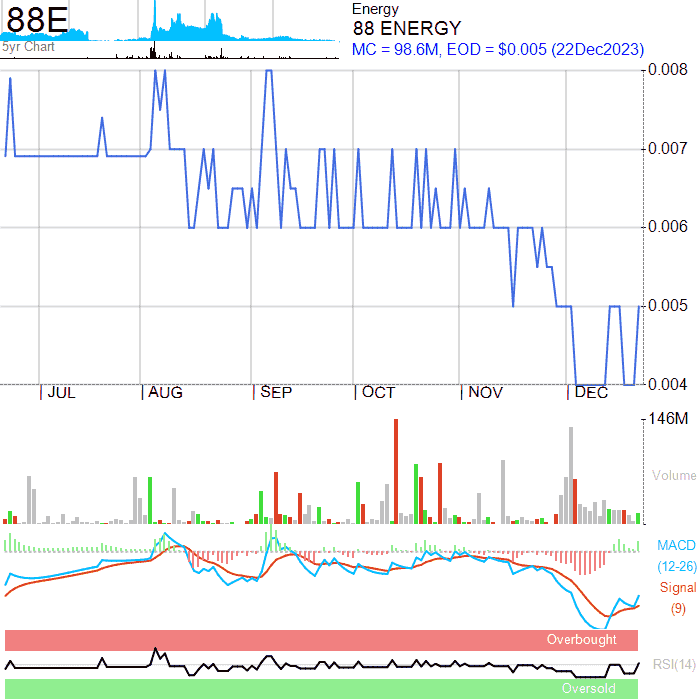 88E
5yr Chart
Energy
88 ENERGY
MC = 98.6M, EOD = $0.005 (22Dec2023)
0.008
0.007
0.006
0.005
0.004
JUL AUG SEP OCT NOV DEC
146M
Volume
MACD
(12-26)
Signal
(9)
Overbought
RSI(14)
Oversold